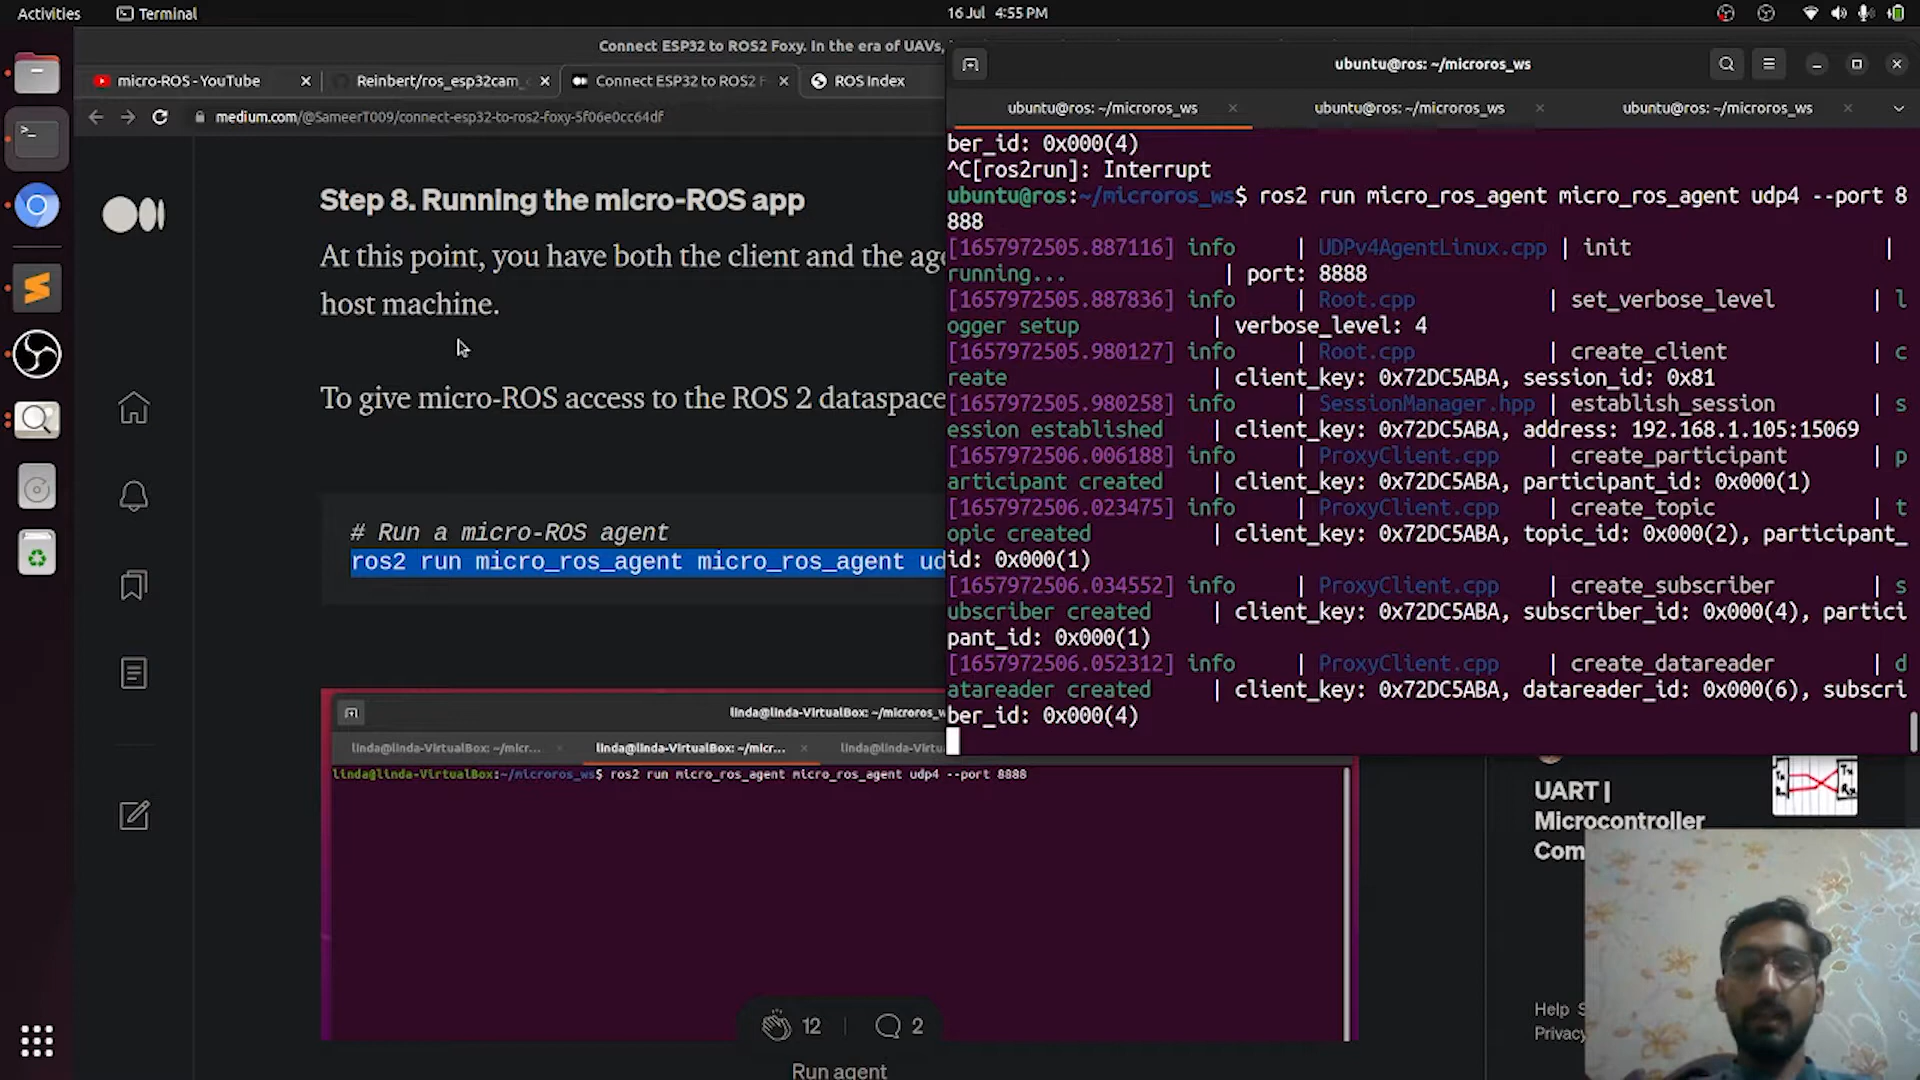 Activities
Terminal
16 Jul 4:55 PM
Connect ESP32 to ROS2 Foxy. In the era of UAVs,
micro-ROS - YouTube
Reinbert/ros_esp32cam_
Connect ESP32 to ROS2 F
ROS Index
medium.com/@SameerT009/connect-esp32-to-ros2-foxy-5f06e0cc64df
Step 8. Running the micro-ROS app
At this point, you have both the client and the age
host machine.
To give micro-ROS access to the ROS 2 dataspace
# Run a micro-ROS agent
ros2 run micro_ros_agent micro_ros_agent ud
linda@linda-VirtualBox: ~/microros_w
linda@linda-VirtualBox: ~/micr...
linda@linda-VirtualBox: ~/micr...
linda@linda-Virtual
linda@linda-VirtualBox:~/microros_ws$ ros2 run micro_ros_agent micro_ros_agent udp4 --port 8888
12
2
Run agent
ubuntu@ros: ~/microros_ws
ubuntu@ros: ~/microros_ws
ubuntu@ros: ~/microros_ws
ubuntu@ros: ~/microros_ws
ber_id: 0x000(4)
^C[ros2run]: Interrupt
ubuntu@ros:~/microros_ws$ ros2 run micro_ros_agent micro_ros_agent udp4 --port 8
888
[1657972505.887116] info | UDPv4AgentLinux.cpp | init |
running... | port: 8888
[1657972505.887836] info | Root.cpp | set_verbose_level | l
ogger setup | verbose_level: 4
[1657972505.980127] info | Root.cpp | create_client | c
reate | client_key: 0x72DC5ABA, session_id: 0x81
[1657972505.980258] info | SessionManager.hpp | establish_session | s
ession established | client_key: 0x72DC5ABA, address: 192.168.1.105:15069
[1657972506.006188] info | ProxyClient.cpp | create_participant | p
articipant created | client_key: 0x72DC5ABA, participant_id: 0x000(1)
[1657972506.023475] info | ProxyClient.cpp | create_topic | t
opic created | client_key: 0x72DC5ABA, topic_id: 0x000(2), participant_
id: 0x000(1)
[1657972506.034552] info | ProxyClient.cpp | create_subscriber | s
ubscriber created | client_key: 0x72DC5ABA, subscriber_id: 0x000(4), partici
pant_id: 0x000(1)
[1657972506.052312] info | ProxyClient.cpp | create_datareader | d
atareader created | client_key: 0x72DC5ABA, datareader_id: 0x000(6), subscri
ber_id: 0x000(4)
UART |
Microcontroller
Com
Help S
Privacy